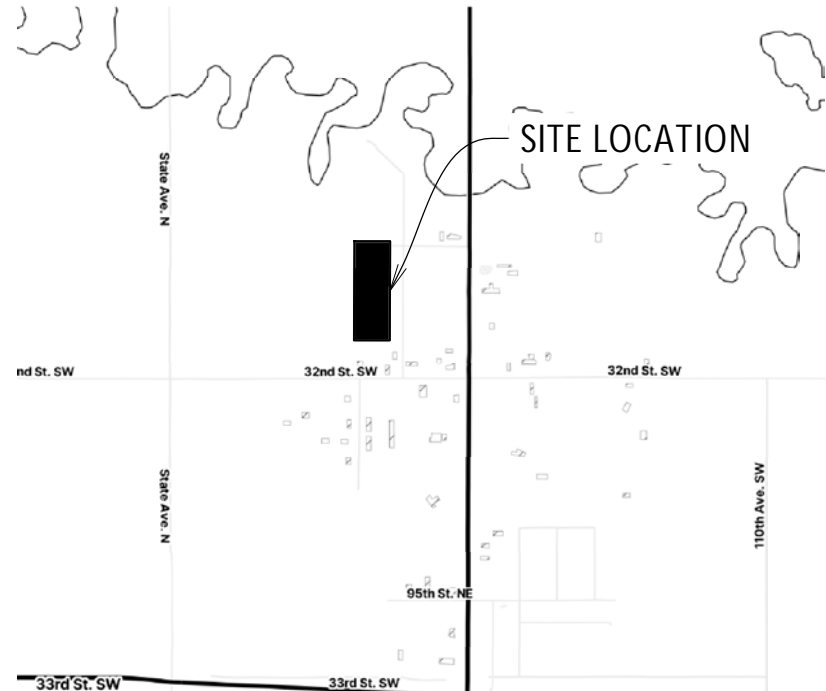 State Ave. N
SITE LOCATION
nd St. SW
32nd St. SW
32nd St. SW
State Ave. N
110th Ave. SW
95th St. NE
33rd St. SW
33rd St. SW